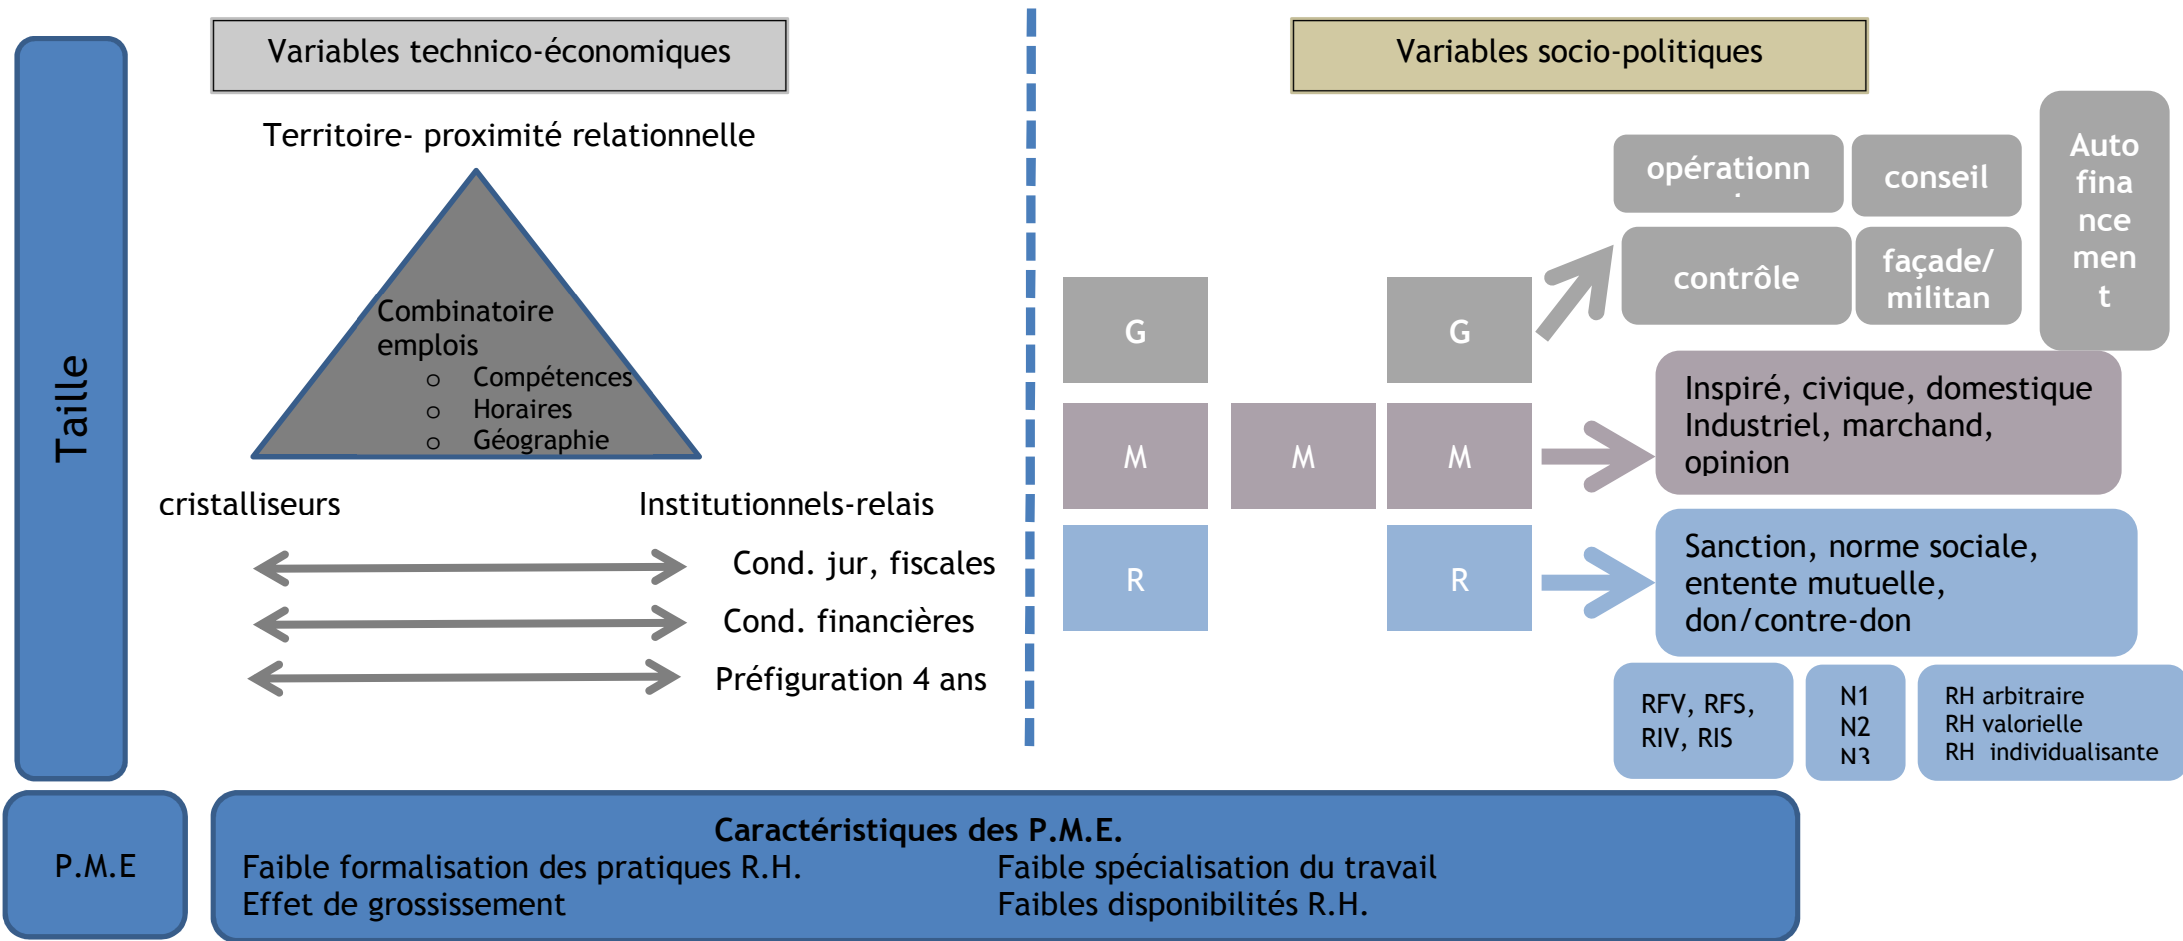 Taille
Variables technico-économiques
Territoire- proximité relationnelle
Combinatoire
emplois
o Compétences
o Horaires
o Géographie
cristalliseurs
Institutionnels-relais
Cond. jur, fiscales
Cond. financières
Préfiguration 4 ans
Variables socio-politiques
G
G
M
M
M
R
R
opérationn
conseil
contrôle
façade/
militan
Auto
fina
nce
men
t
Inspiré, civique, domestique
Industriel, marchand,
opinion
Sanction, norme sociale,
entente mutuelle,
don/contre-don
RFV, RFS,
RIV, RIS
N1
N2
N3
RH arbitraire
RH valorielle
RH individualisante
P.M.E
Caractéristiques des P.M.E.
Faible formalisation des pratiques R.H.
Faible spécialisation du travail
Effet de grossissement
Faibles disponibilités R.H.